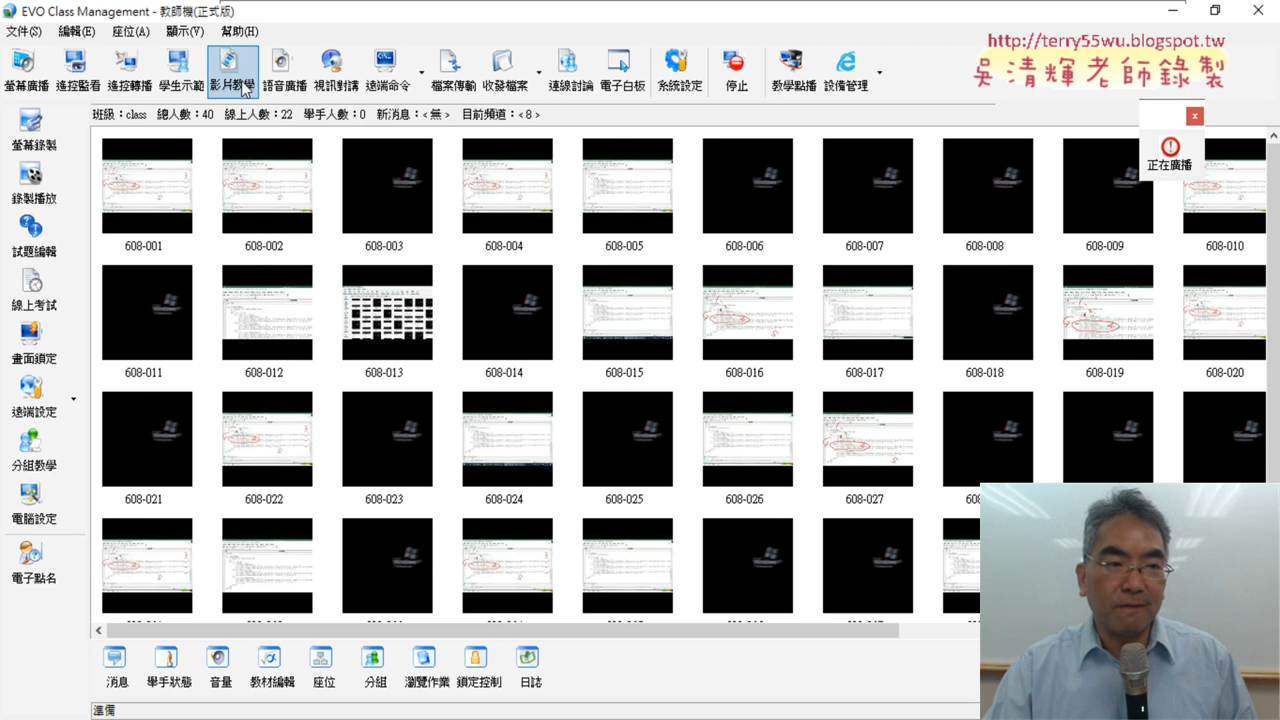 EVO Class Management - 教師機(正式版)
文件(S) 編輯(E) 座位(A) 顯示(V) 幫助(H)
http://terry55wu.blogspot.tw
吳清輝老師錄製
螢幕廣播 遙控監看 遙控轉播 學生示範 影片教學 語音廣播 視訊對講 遠端命令 檔案傳輸 收發檔案 連線討論 電子白板 系統設定 停止 教學點播 設備管理
班級：class 總人數：40 線上人數：22 舉手人數：0 新消息：<無> 目前頻道：<8>
正在廣播
螢幕錄製
錄製播放
試題編輯
線上考試
畫面鎖定
遠端設定
分組教學
電腦設定
電子點名
608-001 608-002 608-003 608-004 608-005 608-006 608-007 608-008 608-009 608-010
608-011 608-012 608-013 608-014 608-015 608-016 608-017 608-018 608-019 608-020
608-021 608-022 608-023 608-024 608-025 608-026 608-027
消息 舉手狀態 音量 教材編輯 座位 分組 瀏覽作業 鎖定控制 日誌
準備